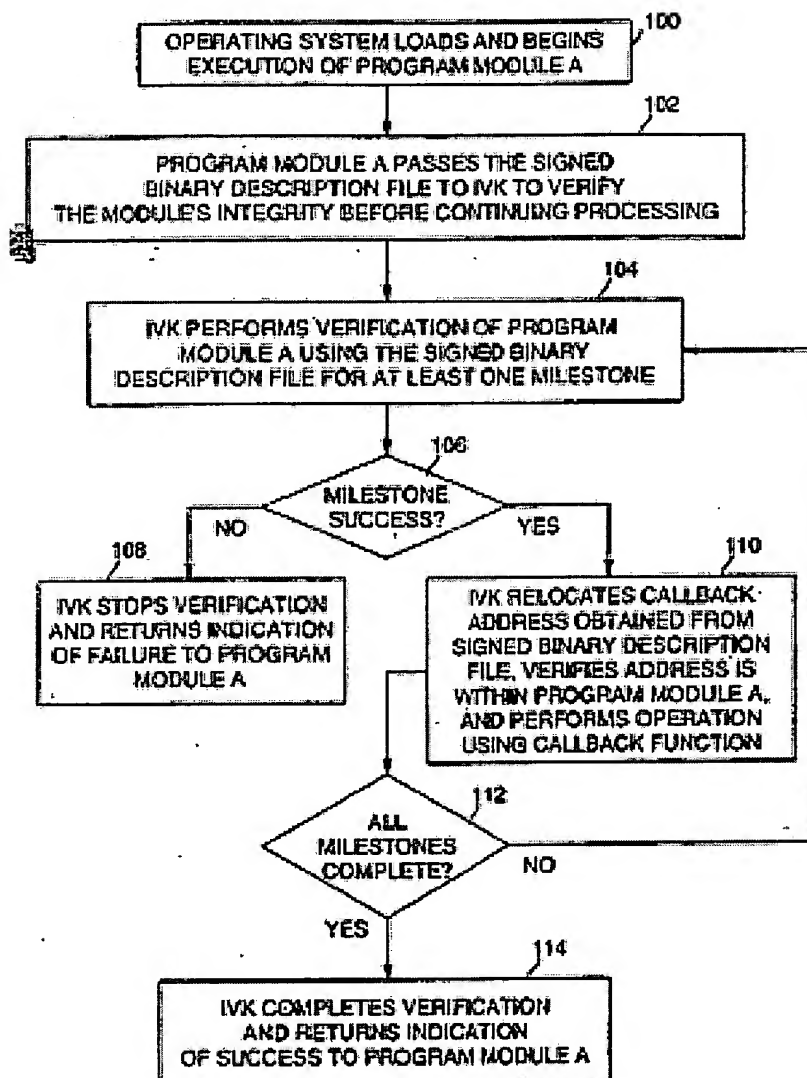 100
OPERATING SYSTEM LOADS AND BEGINS
EXECUTION OF PROGRAM MODULE A
102
PROGRAM MODULE A PASSES THE SIGNED
BINARY DESCRIPTION FILE TO IVK TO VERIFY
THE MODULE'S INTEGRITY BEFORE CONTINUING PROCESSING
104
IVK PERFORMS VERIFICATION OF PROGRAM
MODULE A USING THE SIGNED BINARY
DESCRIPTION FILE FOR AT LEAST ONE MILESTONE
106
MILESTONE
SUCCESS?
NO
YES
108
IVK STOPS VERIFICATION
AND RETURNS INDICATION
OF FAILURE TO PROGRAM
MODULE A
110
IVK RELOCATES CALLBACK
ADDRESS OBTAINED FROM
SIGNED BINARY DESCRIPTION
FILE, VERIFIES ADDRESS IS
WITHIN PROGRAM MODULE A,
AND PERFORMS OPERATION
USING CALLBACK FUNCTION
112
ALL
MILESTONES
COMPLETE?
NO
YES
114
IVK COMPLETES VERIFICATION
AND RETURNS INDICATION
OF SUCCESS TO PROGRAM MODULE A